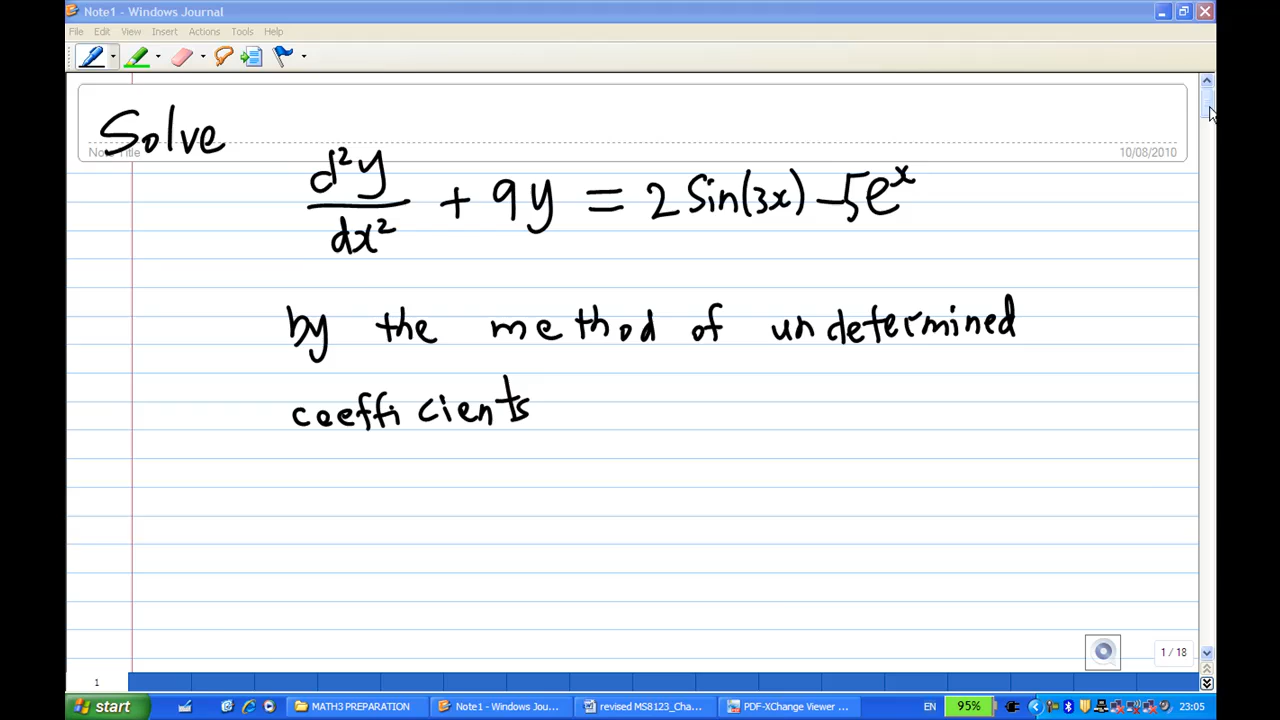 Note1 - Windows Journal
File Edit View Insert Actions Tools Help
Solve
Note Title
10/08/2010
d²y/dx² + 9y = 2 Sin(3x) - 5e^x
by the method of undetermined
coefficients
1 / 18
1
start
MATH3 PREPARATION
Note1 - Windows Jou...
revised MS8123_Cha...
PDF-XChange Viewer ...
EN
95%
23:05